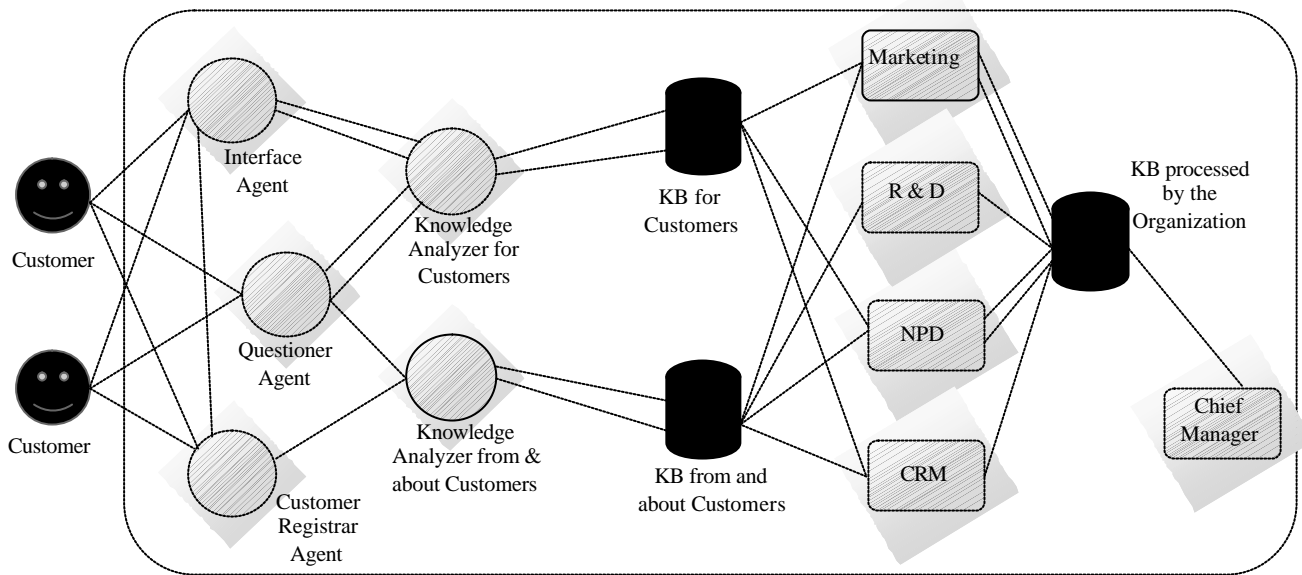 Customer
Customer
Interface
Agent
Questioner
Agent
Customer
Registrar
Agent
Knowledge
Analyzer for
Customers
Knowledge
Analyzer from &
about Customers
KB for
Customers
KB from and
about Customers
Marketing
R & D
NPD
CRM
KB processed
by the
Organization
Chief
Manager